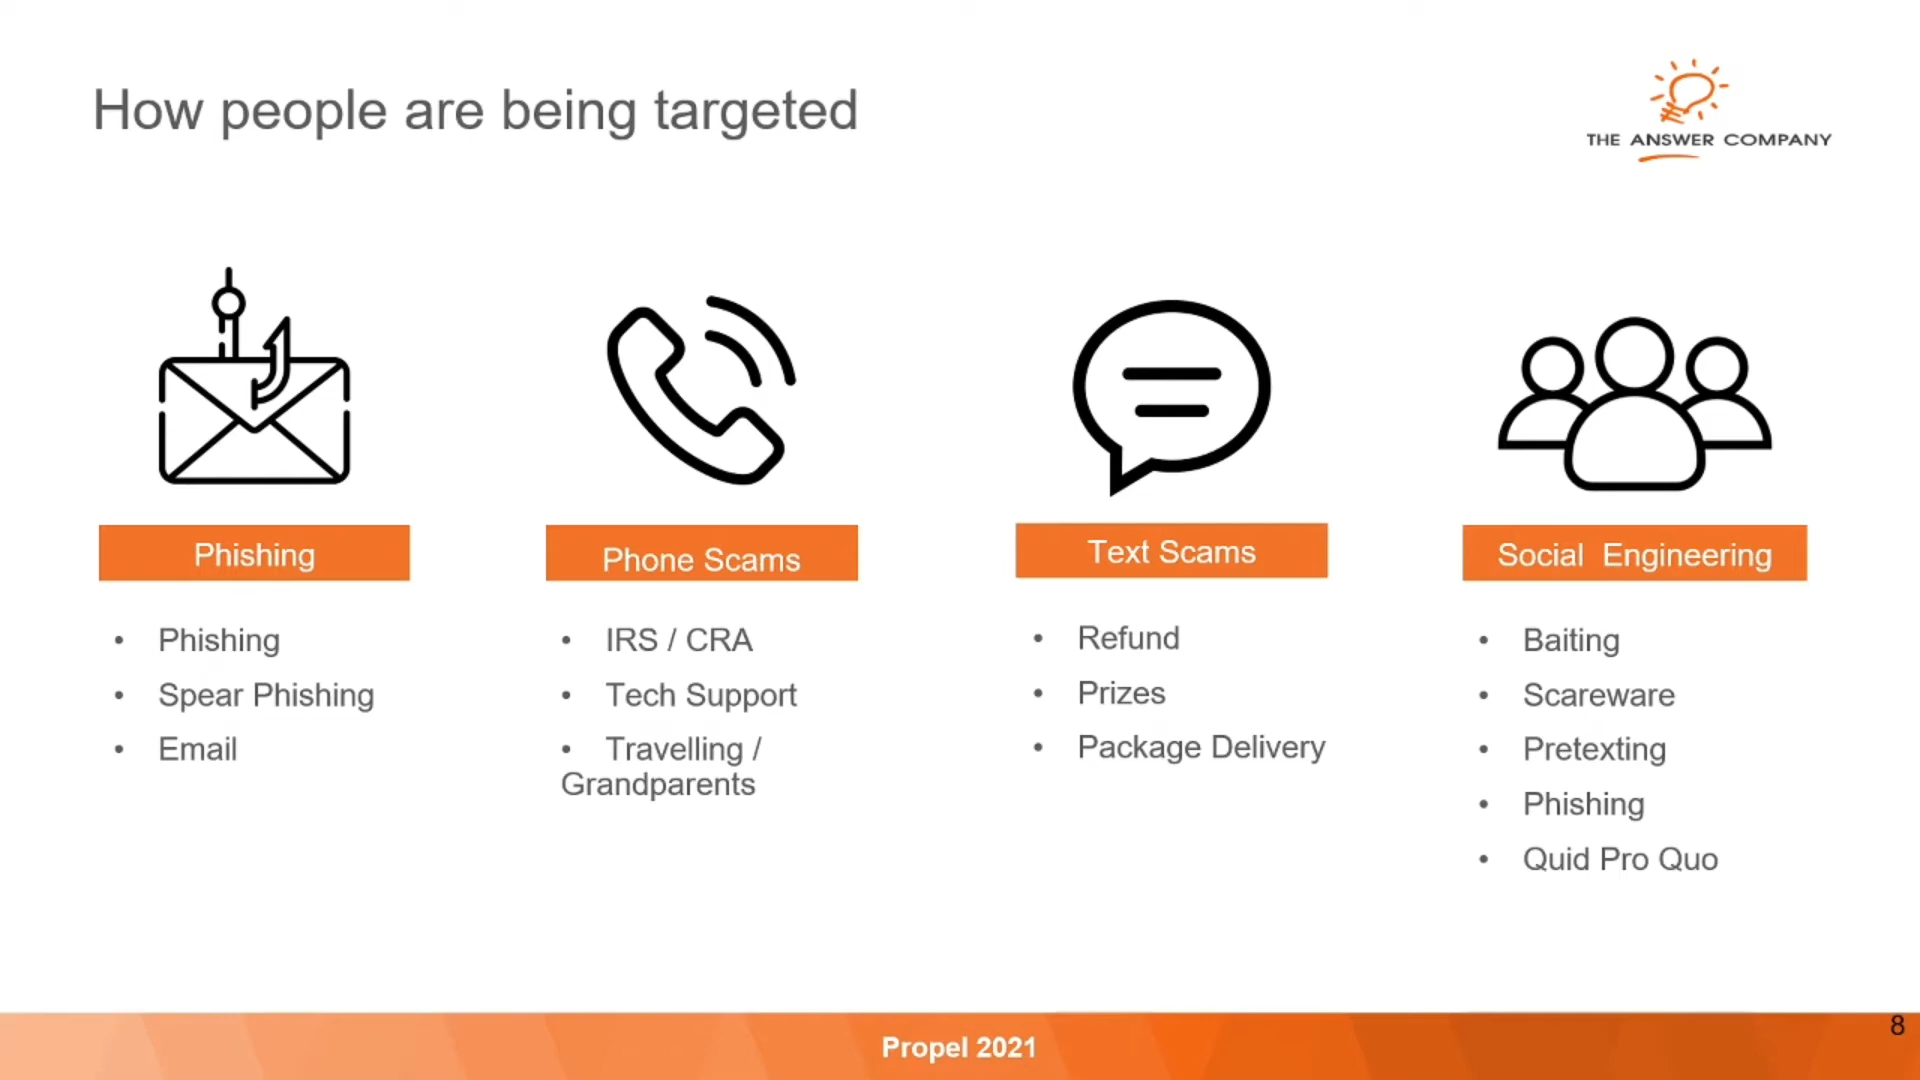 How people are being targeted
THE ANSWER COMPANY
Phishing
• Phishing
• Spear Phishing
• Email
Phone Scams
• IRS / CRA
• Tech Support
• Travelling /
Grandparents
Text Scams
• Refund
• Prizes
• Package Delivery
Social  Engineering
• Baiting
• Scareware
• Pretexting
• Phishing
• Quid Pro Quo
Propel 2021
8